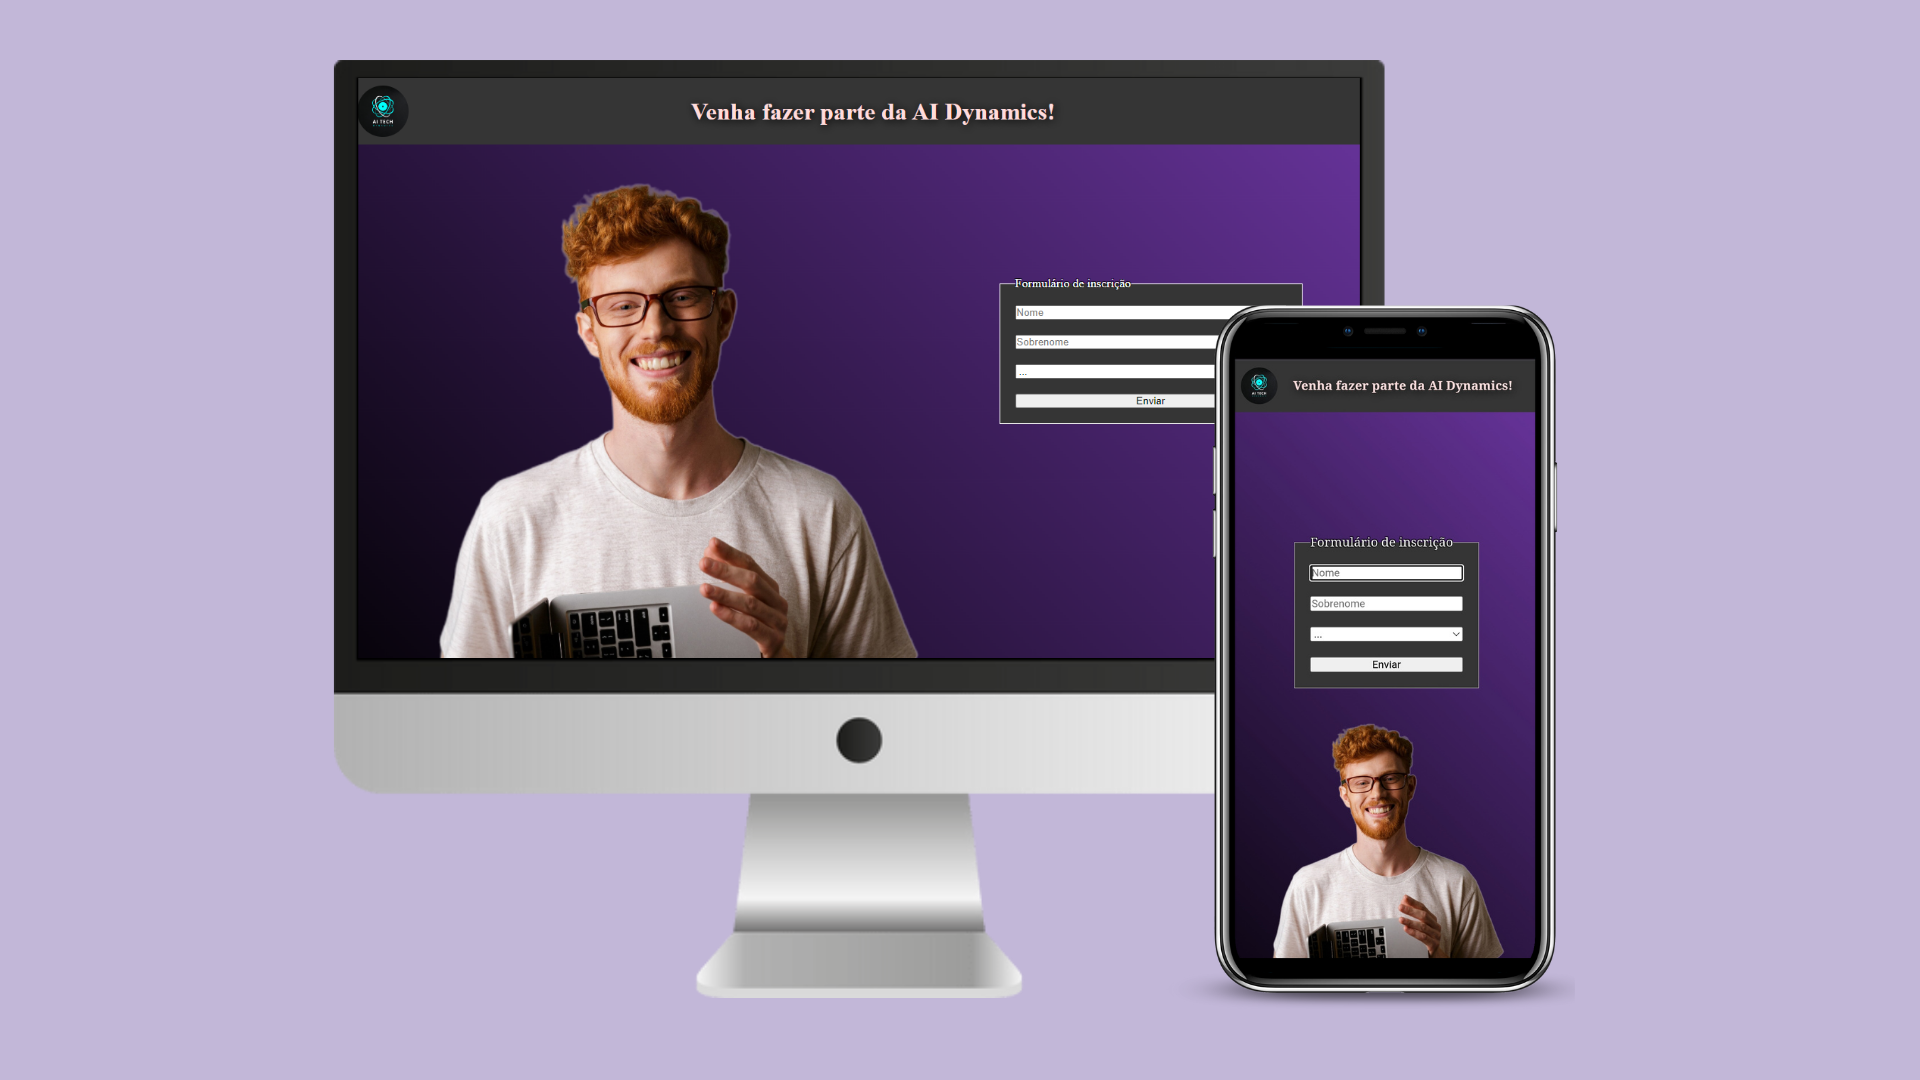 AI TECH
Venha fazer parte da AI Dynamics!
Formulário de inscrição
Nome
Sobrenome
...
Enviar
AI TECH
Venha fazer parte da AI Dynamics!
Formulário de inscrição
Nome
Sobrenome
...
Enviar